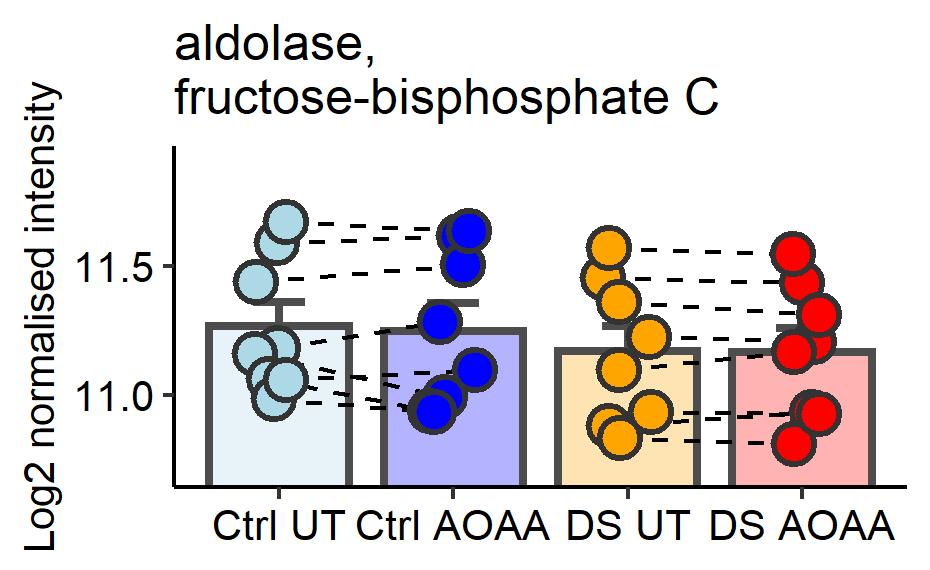 aldolase,
fructose-bisphosphate C
Log2 normalised intensity
11.5
11.0
Ctrl UT Ctrl AOAA DS UT DS AOAA